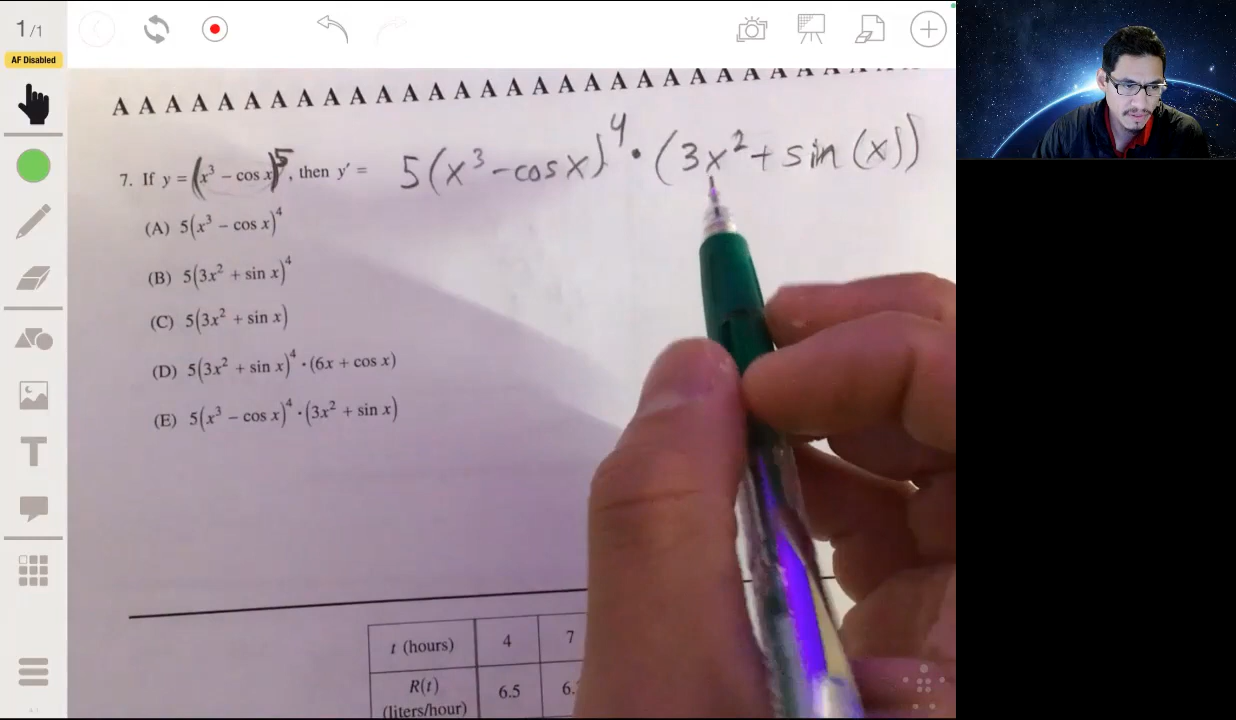 1/1
AF Disabled
A A A A A A A A A A A A A A A A A A A A A A A A A A A A
7. If y = (x³ − cos x)⁵, then y′ = 5(x³ − cos x)⁴ · (3x² + sin (x))
(A) 5(x³ − cos x)⁴
(B) 5(3x² + sin x)⁴
(C) 5(3x² + sin x)
(D) 5(3x² + sin x)⁴ · (6x + cos x)
(E) 5(x³ − cos x)⁴ · (3x² + sin x)
t (hours) 4 7
R(t) 6.5 6.
(liters/hour)
T